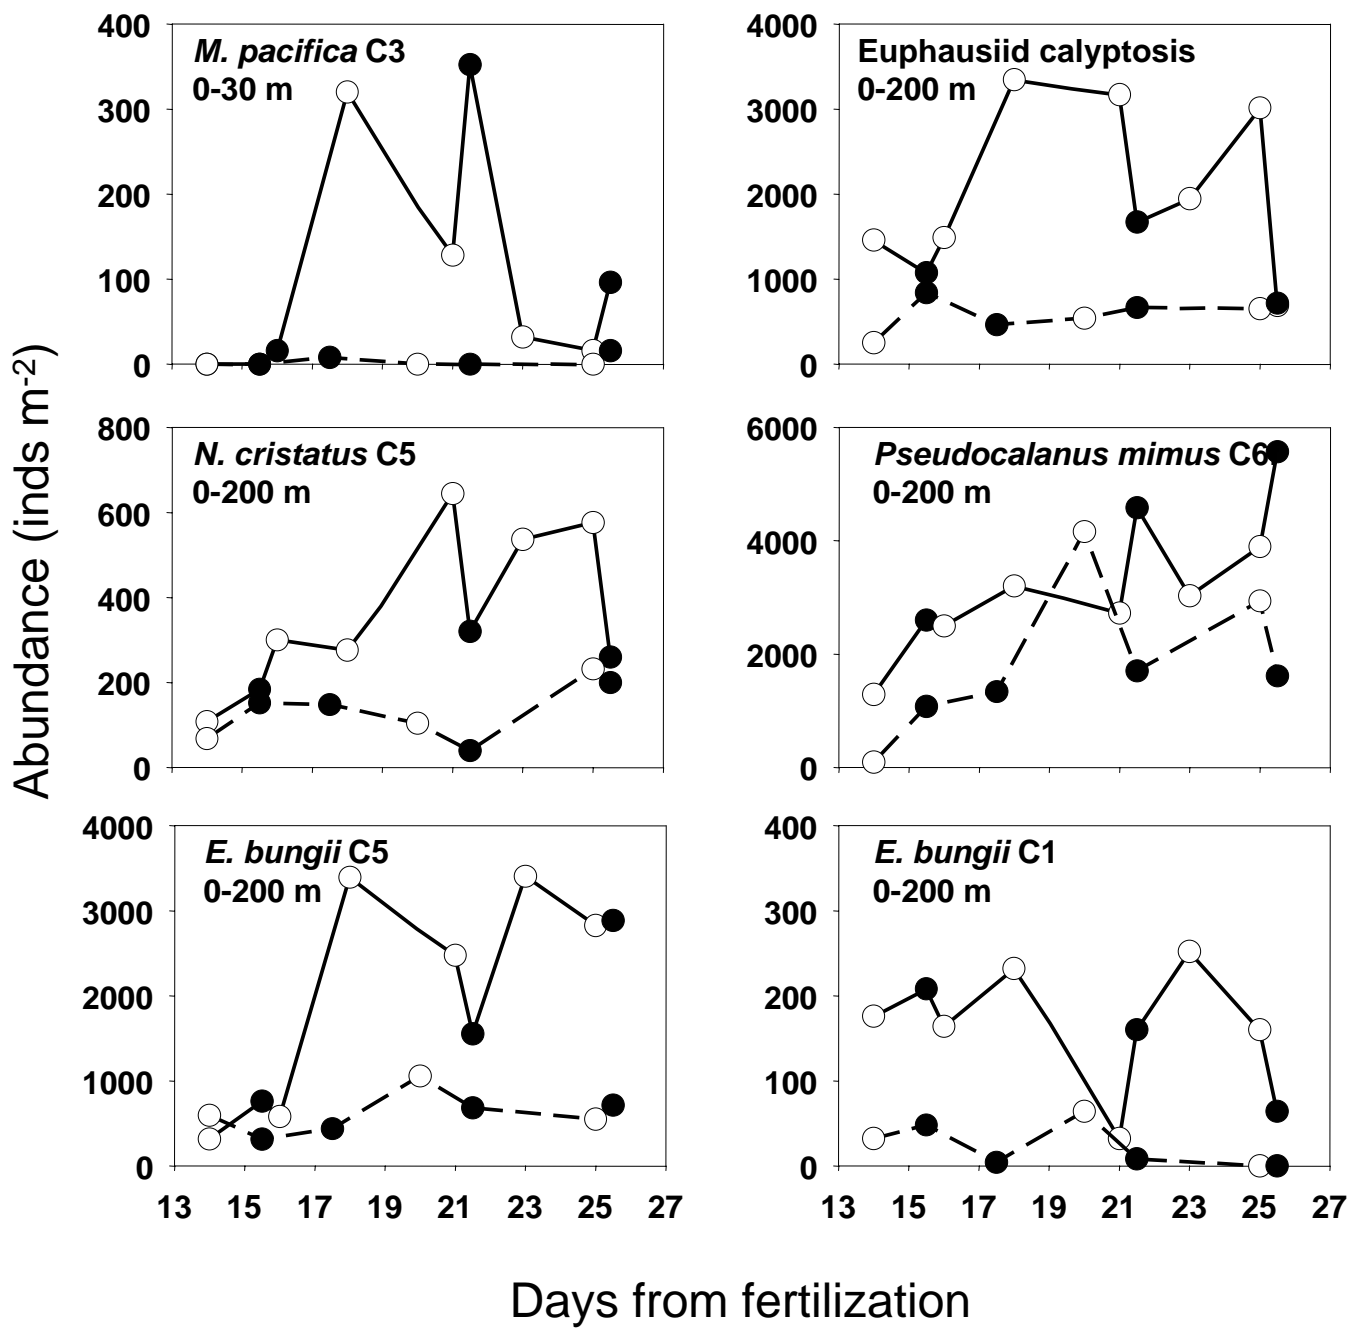 Abundance (inds m-2)
M. pacifica C3
0-30 m
400
300
200
100
0
Euphausiid calyptosis
0-200 m
4000
3000
2000
1000
0
N. cristatus C5
0-200 m
800
600
400
200
0
Pseudocalanus mimus C6
0-200 m
6000
4000
2000
0
E. bungii C5
0-200 m
4000
3000
2000
1000
0
13 15 17 19 21 23 25 27
E. bungii C1
0-200 m
400
300
200
100
0
13 15 17 19 21 23 25 27
Days from fertilization